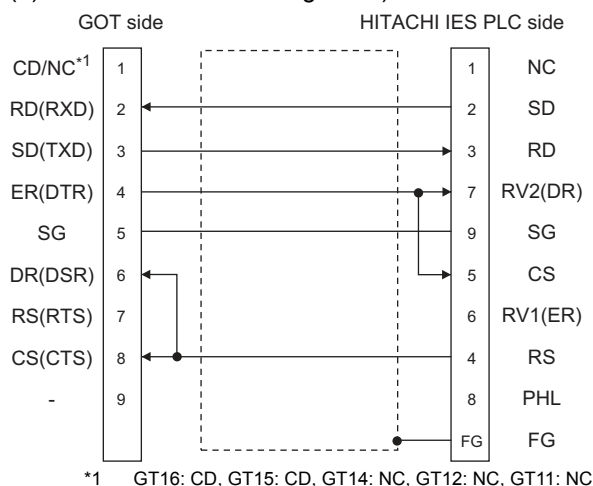 GOT side HITACHI IES PLC side
CD/NC*1 1 1 NC
RD(RXD) 2 2 SD
SD(TXD) 3 3 RD
ER(DTR) 4 7 RV2(DR)
SG 5 9 SG
DR(DSR) 6 5 CS
RS(RTS) 7 6 RV1(ER)
CS(CTS) 8 4 RS
- 9 8 PHL
FG FG
*1 GT16: CD, GT15: CD, GT14: NC, GT12: NC, GT11: NC